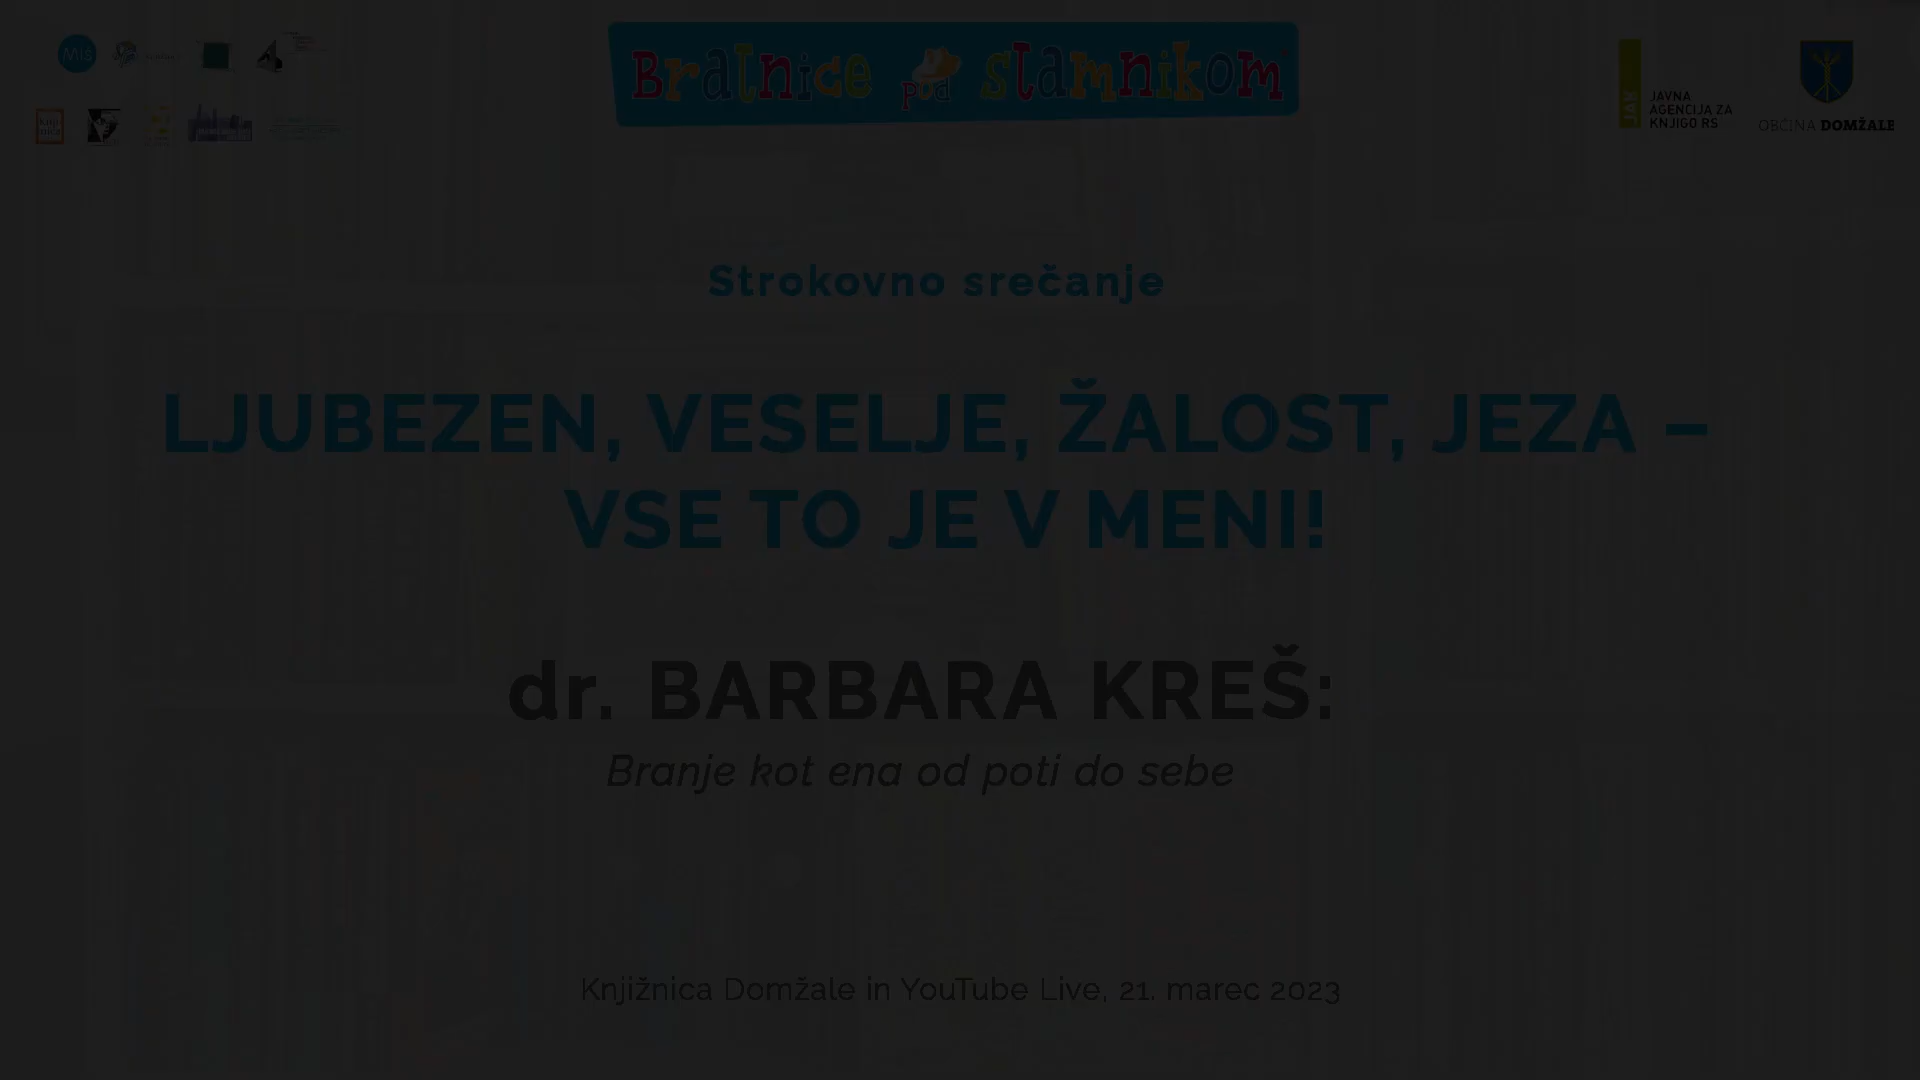 Miš
Bralnice pod slamnikom
JAK
JAVNA
AGENCIJA ZA
KNJIGO RS
OBČINA DOMŽALE
Strokovno srečanje
LJUBEZEN, VESELJE, ŽALOST, JEZA –
VSE TO JE V MENI!
dr. BARBARA KREŠ:
Branje kot ena od poti do sebe
Knjižnica Domžale in YouTube Live, 21. marec 2023